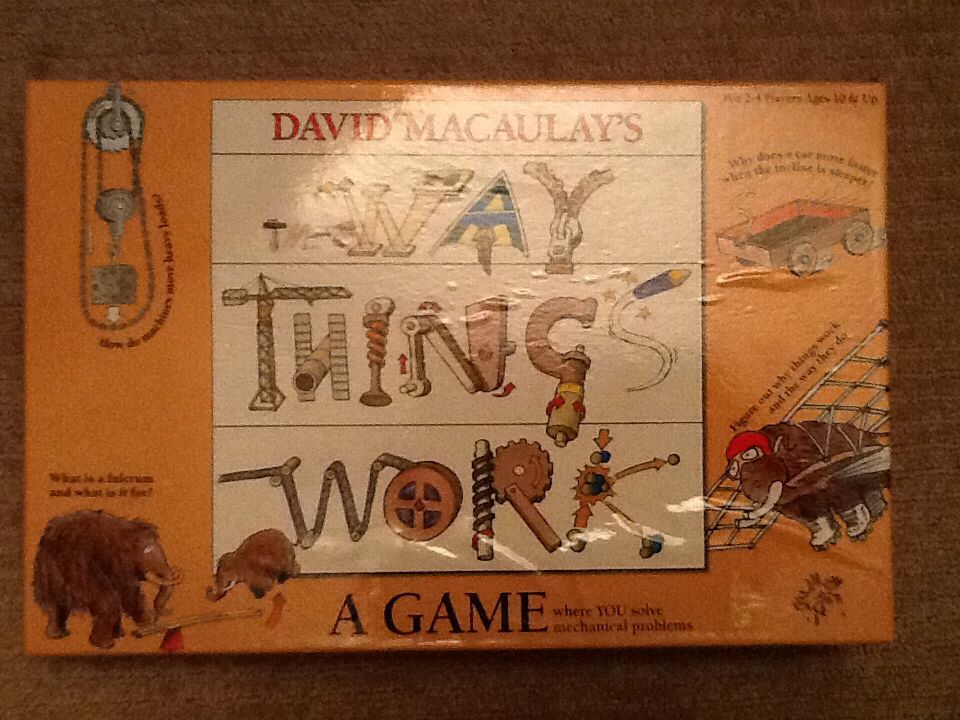 For 2-4 Players Ages 10 & Up
DAVID MACAULAY'S
THE WAY
THINGS
WORK
Why does a car move faster
when the incline is steeper?
How do machines move heavy loads?
Figure out why things work
and the way they do
What is a fulcrum
and what is it for?
A GAME
where YOU solve
mechanical problems